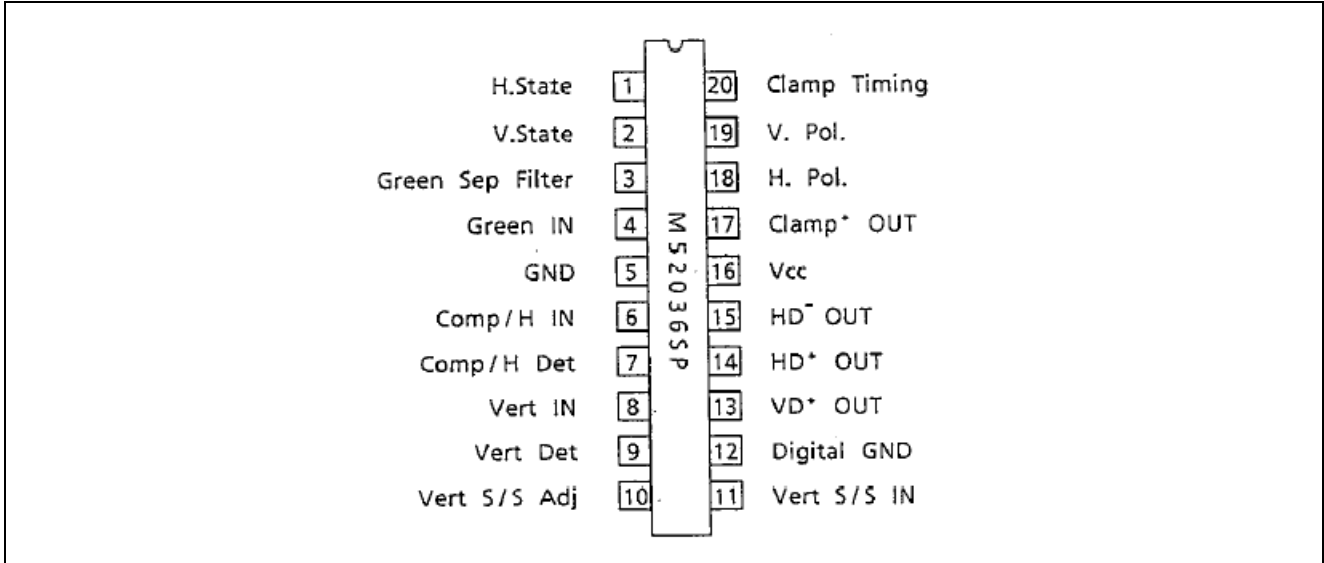 H.State 1 20 Clamp Timing
V.State 2 19 V. Pol.
Green Sep Filter 3 18 H. Pol.
Green IN 4 17 Clamp⁺ OUT
GND 5 16 Vcc
Comp/H IN 6 15 HD⁻ OUT
Comp/H Det 7 14 HD⁺ OUT
Vert IN 8 13 VD⁺ OUT
Vert Det 9 12 Digital GND
Vert S/S Adj 10 11 Vert S/S IN
M52036SP